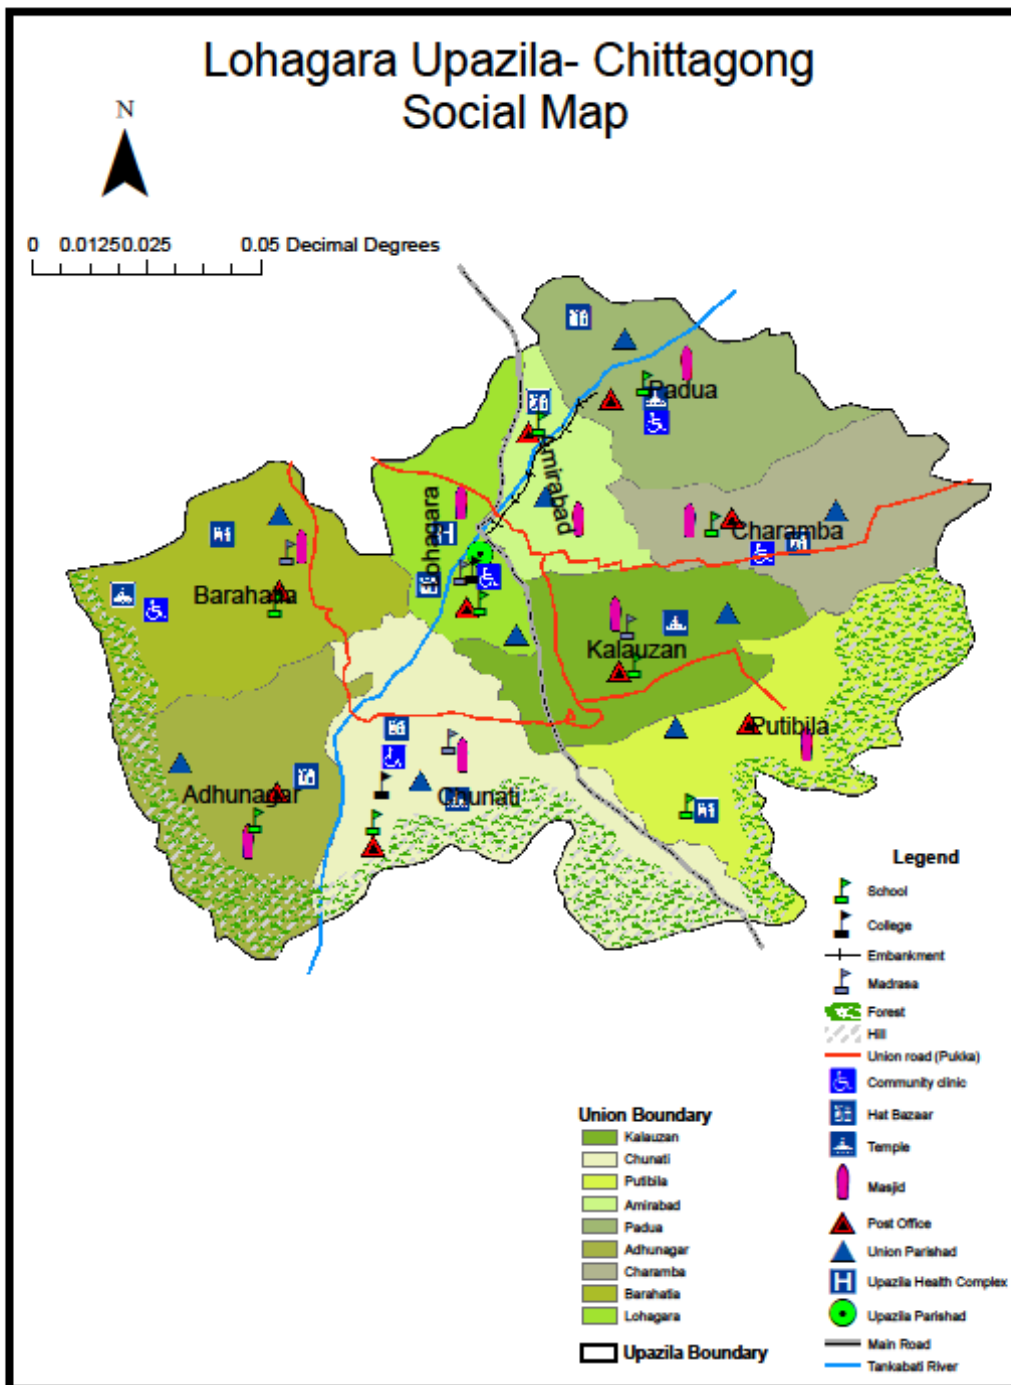 Lohagara Upazila- Chittagong
Social Map
N
0 0.01250.025 0.05 Decimal Degrees
Padua
Amirabad
Lohagara
Charamba
Barahatia
Kalauzan
Putibila
Adhunagar
Chunati
Legend
School
College
Embankment
Madrasa
Forest
Hill
Union road (Pukka)
Community clinic
Hat Bazaar
Temple
Masjid
Post Office
Union Parishad
H Upazila Health Complex
Upazila Parishad
Main Road
Tankabati River
Union Boundary
Kalauzan
Chunati
Putibila
Amirabad
Padua
Adhunagar
Charamba
Barahatia
Lohagara
Upazila Boundary